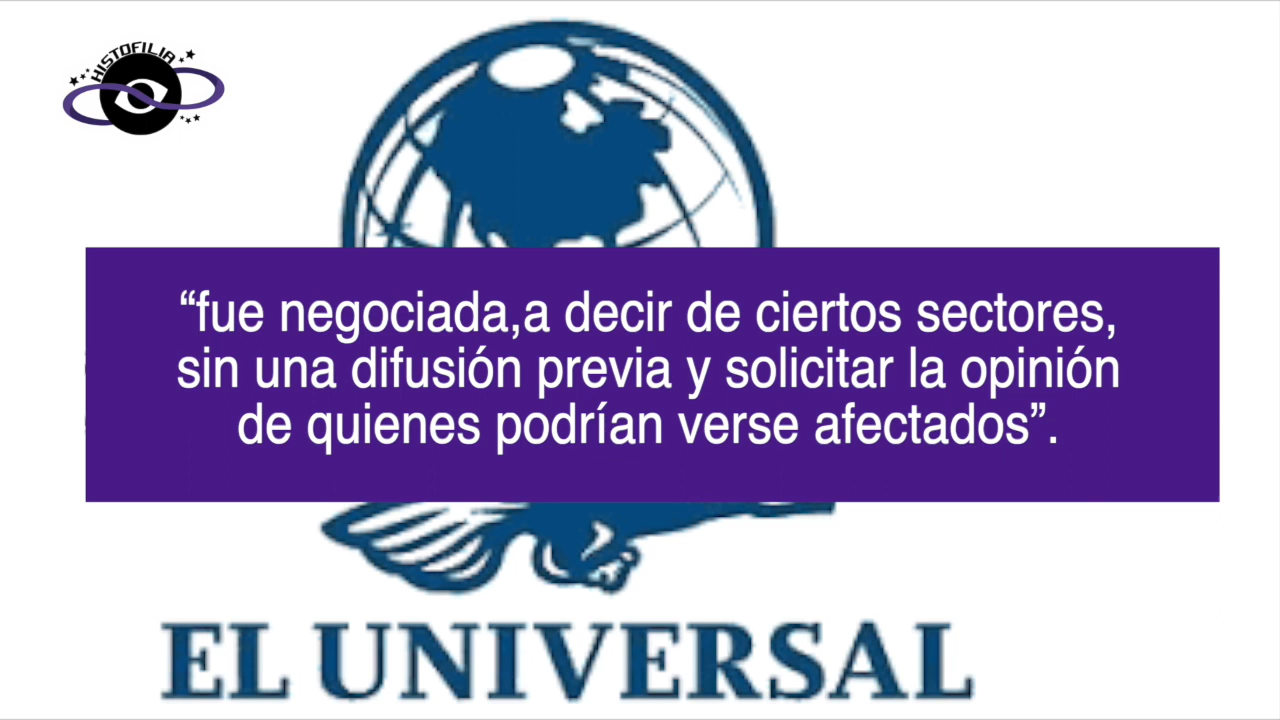 HISTOFILIA
“fue negociada,a decir de ciertos sectores,
sin una difusión previa y solicitar la opinión
de quienes podrían verse afectados”.
EL UNIVERSAL